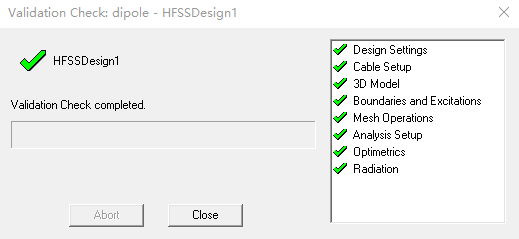 Validation Check: dipole - HFSSDesign1
HFSSDesign1
Validation Check completed.
Abort
Close
Design Settings
Cable Setup
3D Model
Boundaries and Excitations
Mesh Operations
Analysis Setup
Optimetrics
Radiation